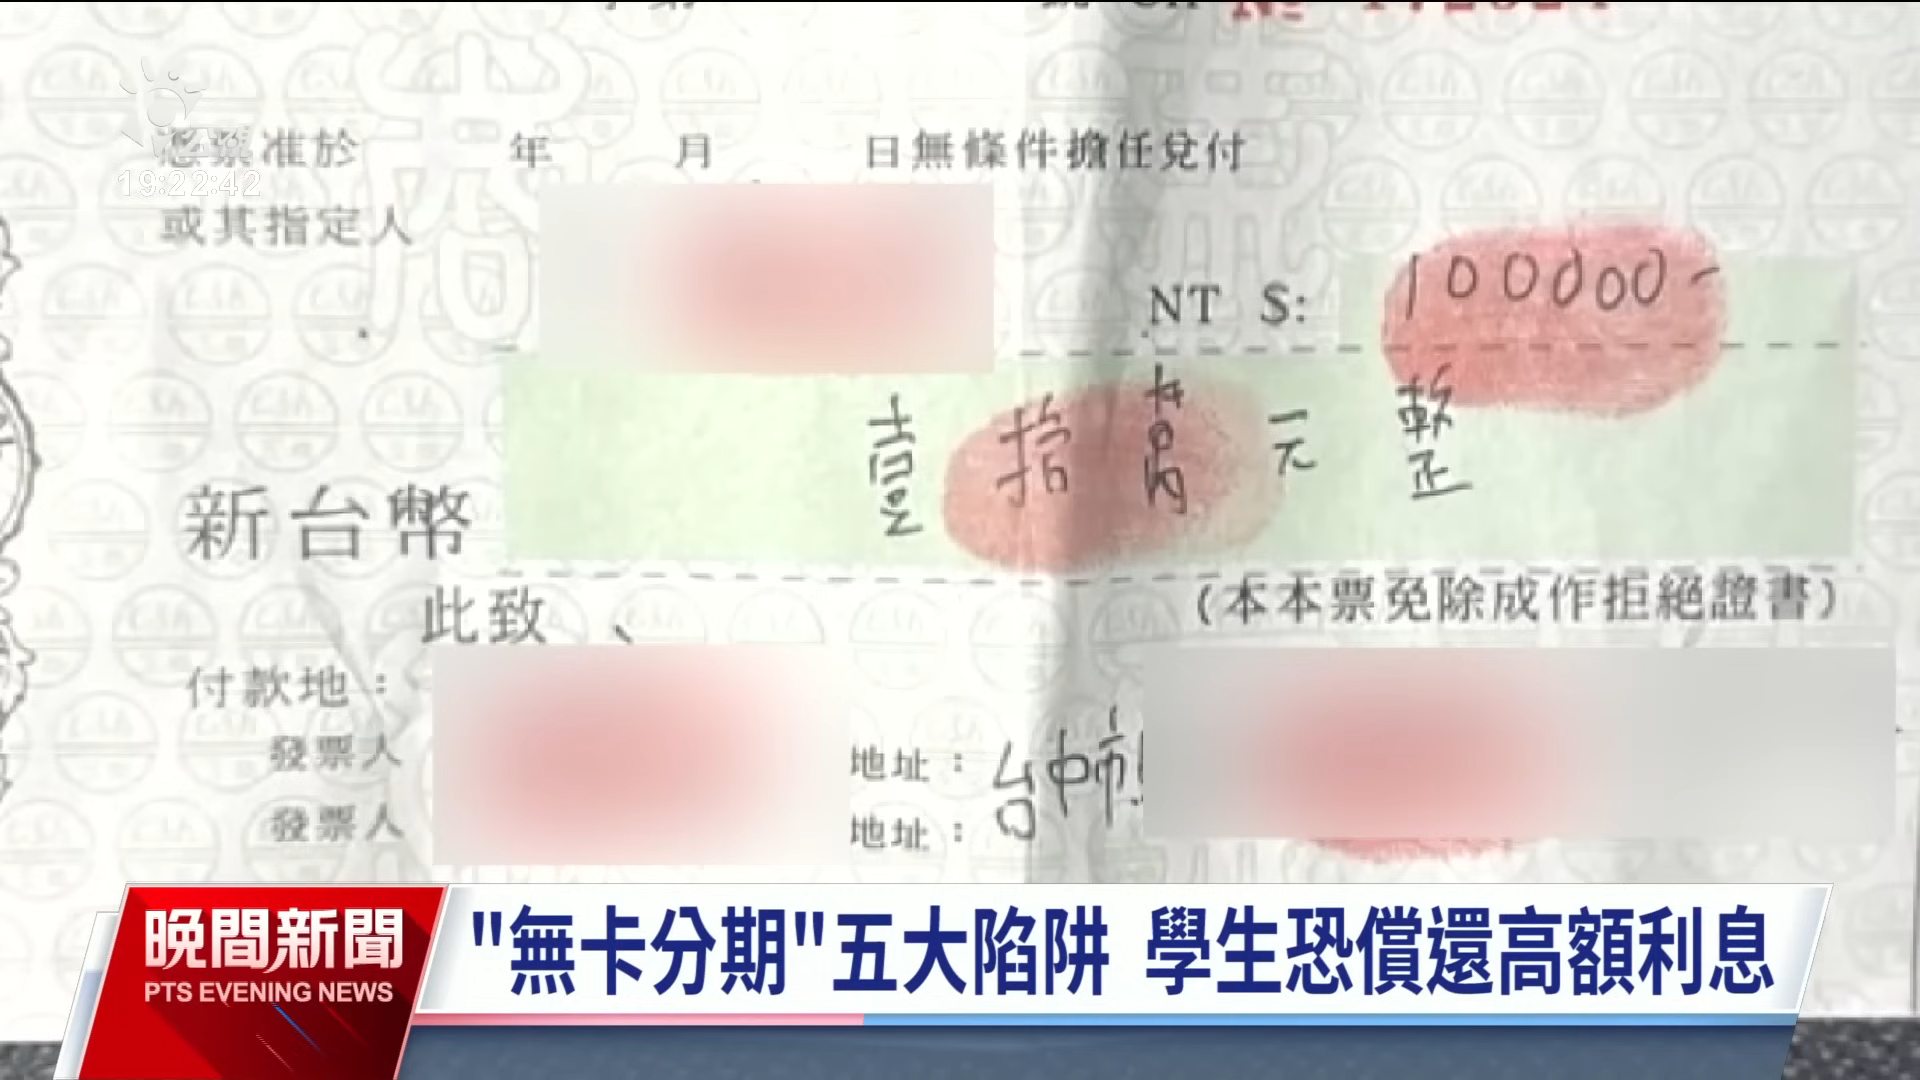 №
憑票准於 年 月 日無條件擔任兌付
19:22:42
或其指定人
NT S: 100000-
新台幣 壹拾萬元整
此致
(本本票免除成作拒絕證書)
付款地：
發票人 地址：台中市
發票人 地址：
晚間新聞
PTS EVENING NEWS
"無卡分期"五大陷阱 學生恐償還高額利息